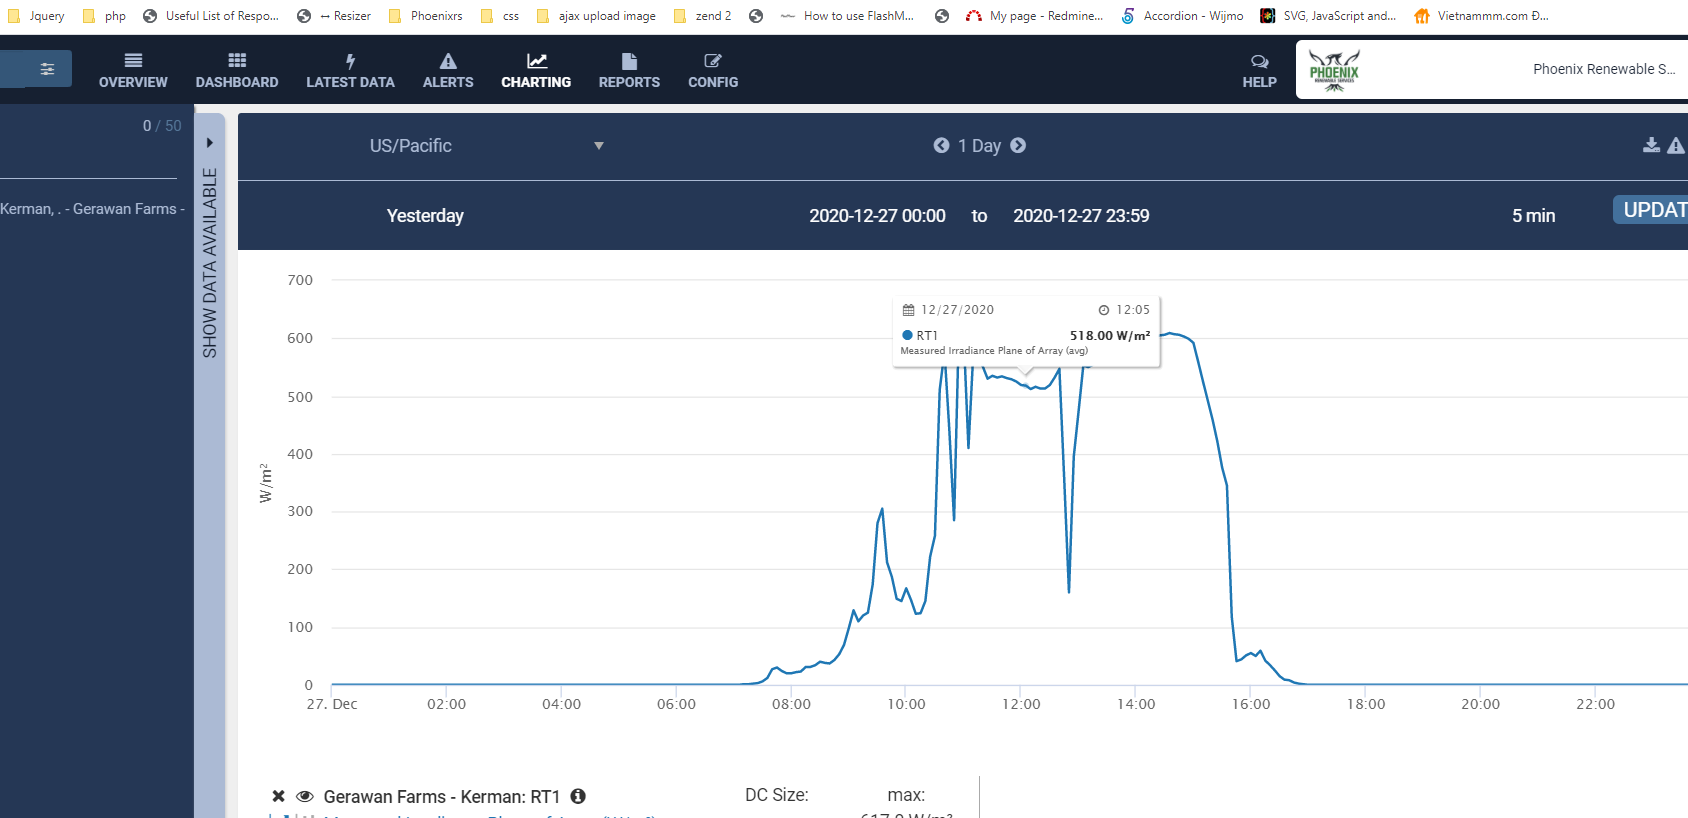 Jquery php Useful List of Respo... ↔ Resizer Phoenixrs css ajax upload image zend 2 How to use FlashM... My page - Redmine... Accordion - Wijmo SVG, JavaScript and... Vietnammm.com Đ...
OVERVIEW DASHBOARD LATEST DATA ALERTS CHARTING REPORTS CONFIG HELP
PHOENIX
RENEWABLE SERVICES
Phoenix Renewable S...
0 / 50
Kerman, . - Gerawan Farms -
SHOW DATA AVAILABLE
US/Pacific 1 Day
Yesterday 2020-12-27 00:00 to 2020-12-27 23:59 5 min UPDAT
700
600
500
400
300
200
100
0
W/m²
12/27/2020 12:05
RT1 518.00 W/m²
Measured Irradiance Plane of Array (avg)
27. Dec 02:00 04:00 06:00 08:00 10:00 12:00 14:00 16:00 18:00 20:00 22:00
Gerawan Farms - Kerman: RT1 DC Size: max: